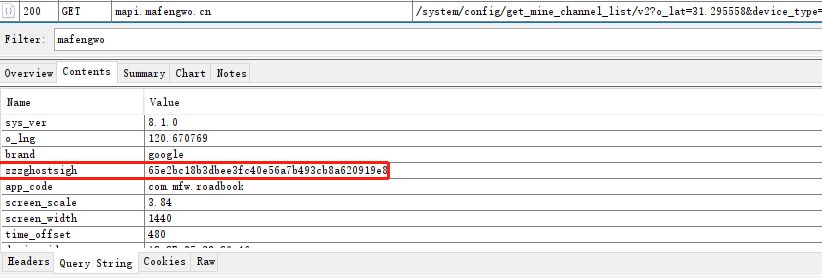 200 GET mapi.mafengwo.cn /system/config/get_mine_channel_list/v2?o_lat=31.295558&device_type=
Filter: mafengwo
Overview Contents Summary Chart Notes
Name Value
sys_ver 8.1.0
o_lng 120.670769
brand google
zzzghostsigh 65e2bc18b3dbee3fc40e56a7b493cb8a620919e8
app_code com.mfw.roadbook
screen_scale 3.84
screen_width 1440
time_offset 480
Headers Query String Cookies Raw